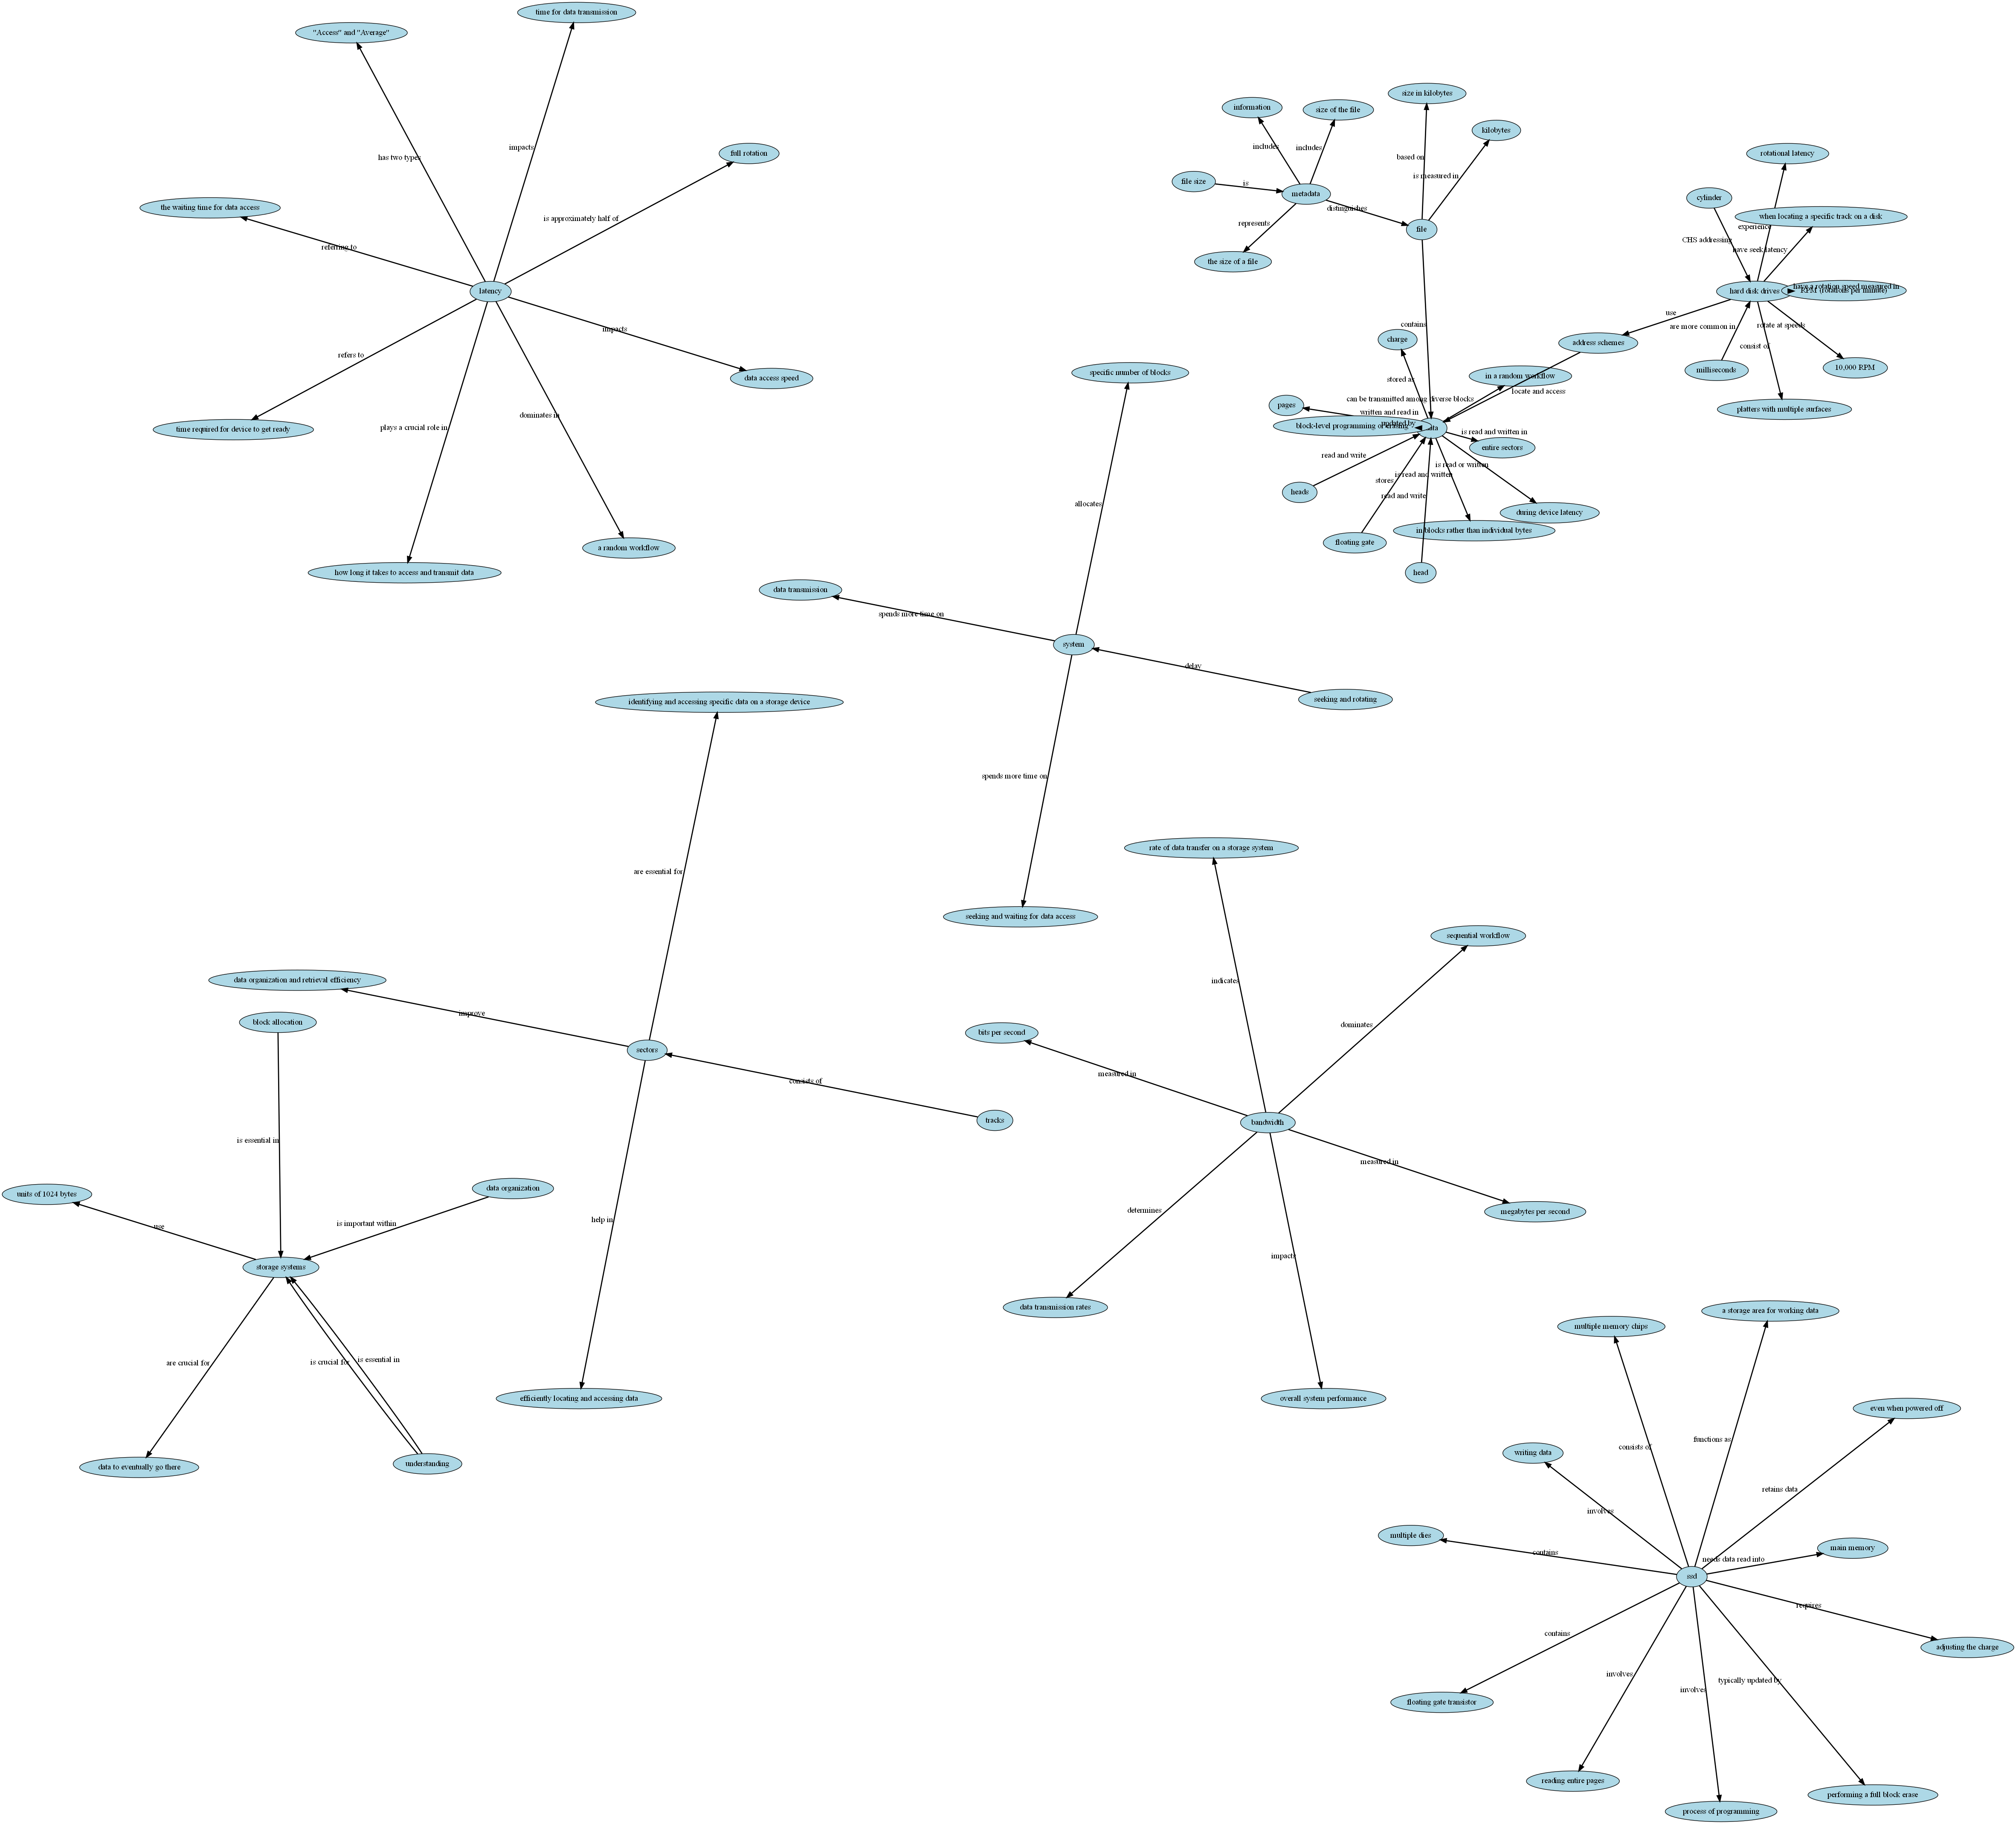 time for data transmission
"Access" and "Average"
has two types
impacts
full rotation
is approximately half of
the waiting time for data access
referring to
latency
impacts
refers to
data access speed
time required for device to get ready
plays a crucial role in
dominates in
a random workflow
how long it takes to access and transmit data
size in kilobytes
information
size of the file
kilobytes
includes
includes
based on
is measured in
file size
is
metadata
distinguishes
represents
file
the size of a file
contains
rotational latency
cylinder
when locating a specific track on a disk
experience
CHS addressing
have seek latency
hard disk drives
have a rotation speed measured in
RPM (rotations per minute)
use
are more common in
rotate at speeds
address schemes
consist of
milliseconds
10,000 RPM
platters with multiple surfaces
charge
stored as
in a random workflow
locate and access
can be transmitted among diverse blocks
pages
written and read in
updated by
block-level programming or erasing
data
is read and written in
entire sectors
read and write
is read or written
is read and written
stores
heads
read and write
during device latency
in blocks rather than individual bytes
floating gate
head
specific number of blocks
allocates
data transmission
spends more time on
system
delay
seeking and rotating
spends more time on
seeking and waiting for data access
identifying and accessing specific data on a storage device
are essential for
data organization and retrieval efficiency
improve
sectors
consists of
tracks
help in
efficiently locating and accessing data
block allocation
is essential in
units of 1024 bytes
use
data organization
is important within
storage systems
are crucial for
is crucial for
is essential in
data to eventually go there
understanding
rate of data transfer on a storage system
indicates
sequential workflow
dominates
bits per second
measured in
bandwidth
measured in
determines
megabytes per second
impacts
data transmission rates
overall system performance
multiple memory chips
a storage area for working data
even when powered off
consists of
functions as
writing data
retains data
involves
multiple dies
contains
needs data read into
main memory
ssd
requires
contains
adjusting the charge
involves
involves
typically updated by
floating gate transistor
reading entire pages
process of programming
performing a full block erase